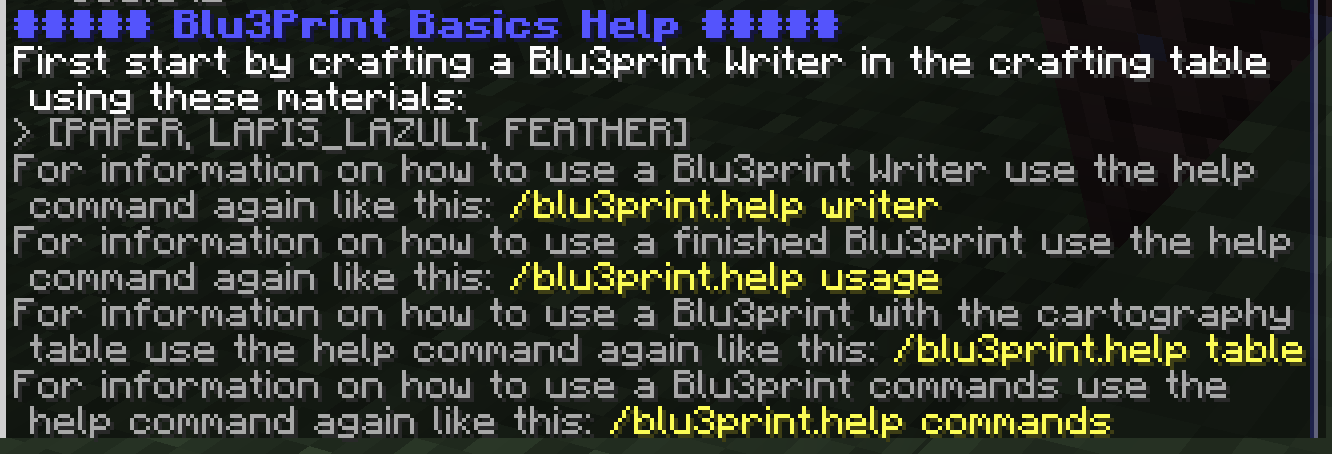 ##### Blu3Print Basics Help #####
First start by crafting a Blu3print Writer in the crafting table
using these materials:
> [PAPER, LAPIS_LAZULI, FEATHER]
For information on how to use a Blu3print Writer use the help
command again like this: /blu3print.help writer
For information on how to use a finished Blu3print use the help
command again like this: /blu3print.help usage
For information on how to use a Blu3print with the cartography
table use the help command again like this: /blu3print.help table
For information on how to use a Blu3print commands use the
help command again like this: /blu3print.help commands